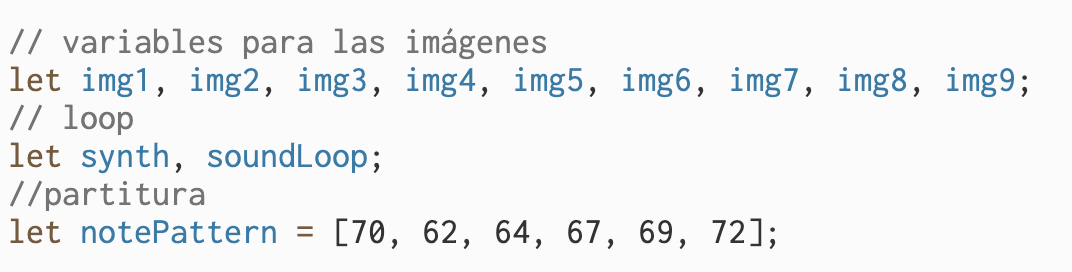 // variables para las imágenes
let img1, img2, img3, img4, img5, img6, img7, img8, img9;
// loop
let synth, soundLoop;
//partitura
let notePattern = [70, 62, 64, 67, 69, 72];